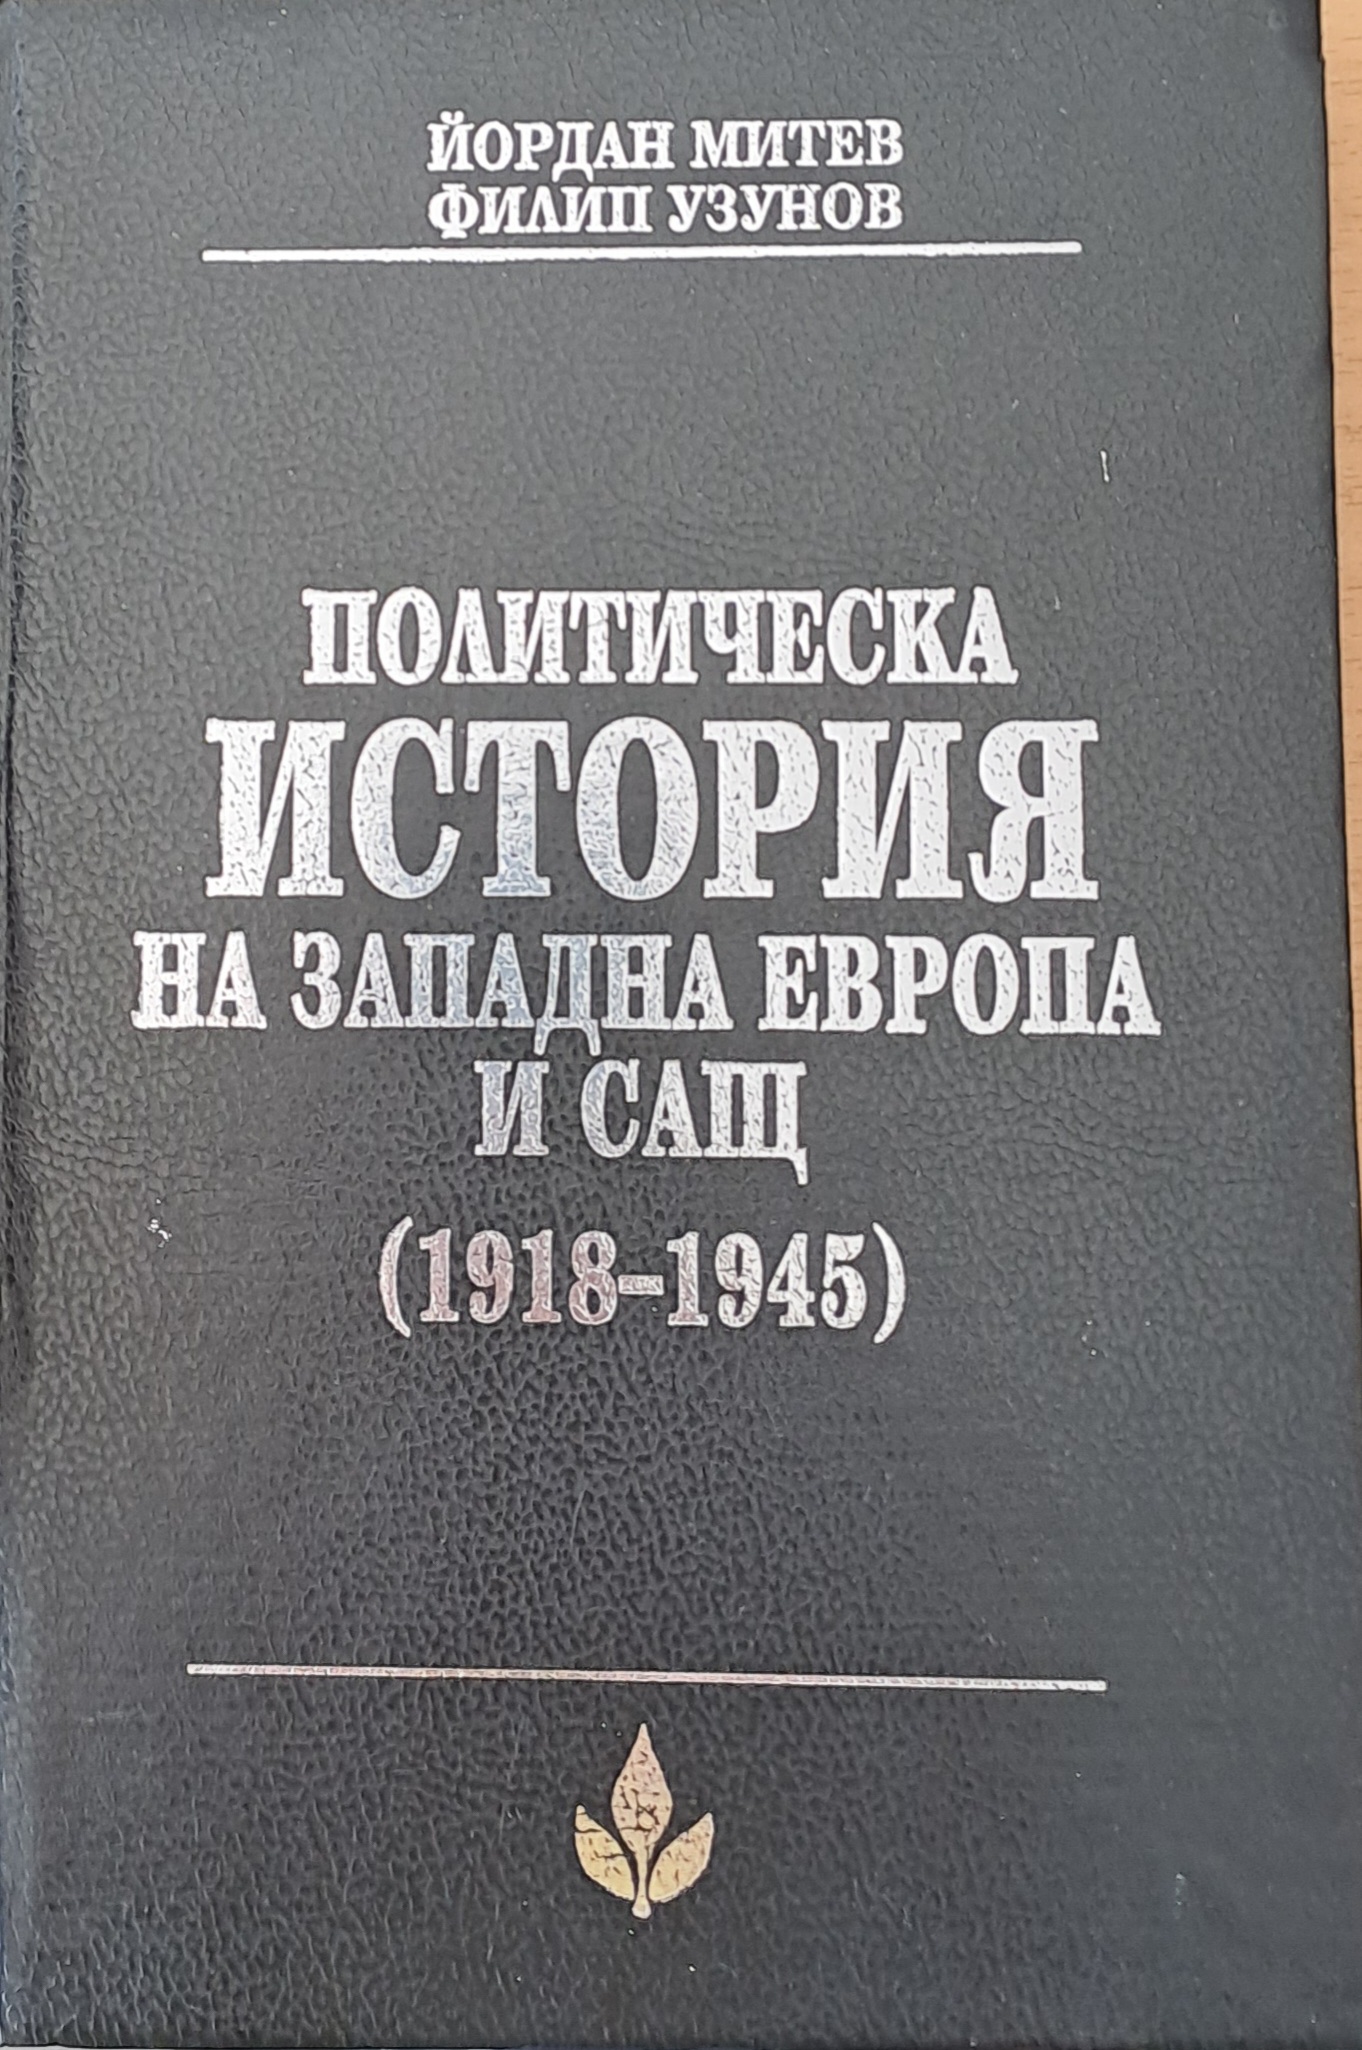 ЙОРДАН МИТЕВ
ФИЛИП УЗУНОВ
ПОЛИТИЧЕСКА
ИСТОРИЯ
НА ЗАПАДНА ЕВРОПА
И САЩ
(1918–1945)